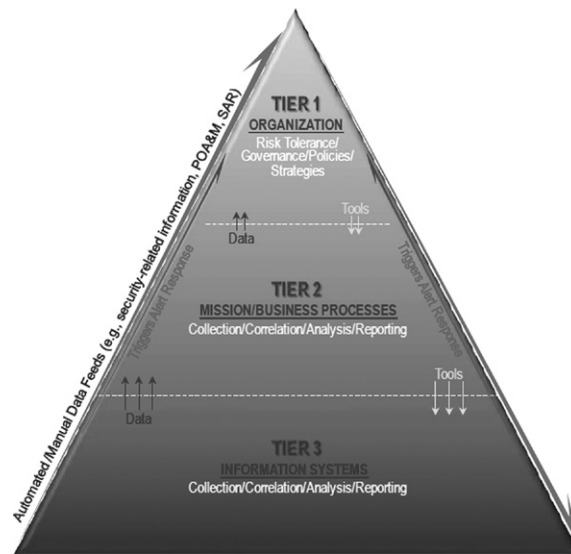 TIER 1
ORGANIZATION
Risk Tolerance/
Governance/Policies/
Strategies
Data
Tools
Automated/Manual Data Feeds (e.g., security-related information, POA&M, SAR)
Triggers Alert Response
Triggers Alert Response
TIER 2
MISSION/BUSINESS PROCESSES
Collection/Correlation/Analysis/Reporting
Data
Tools
TIER 3
INFORMATION SYSTEMS
Collection/Correlation/Analysis/Reporting